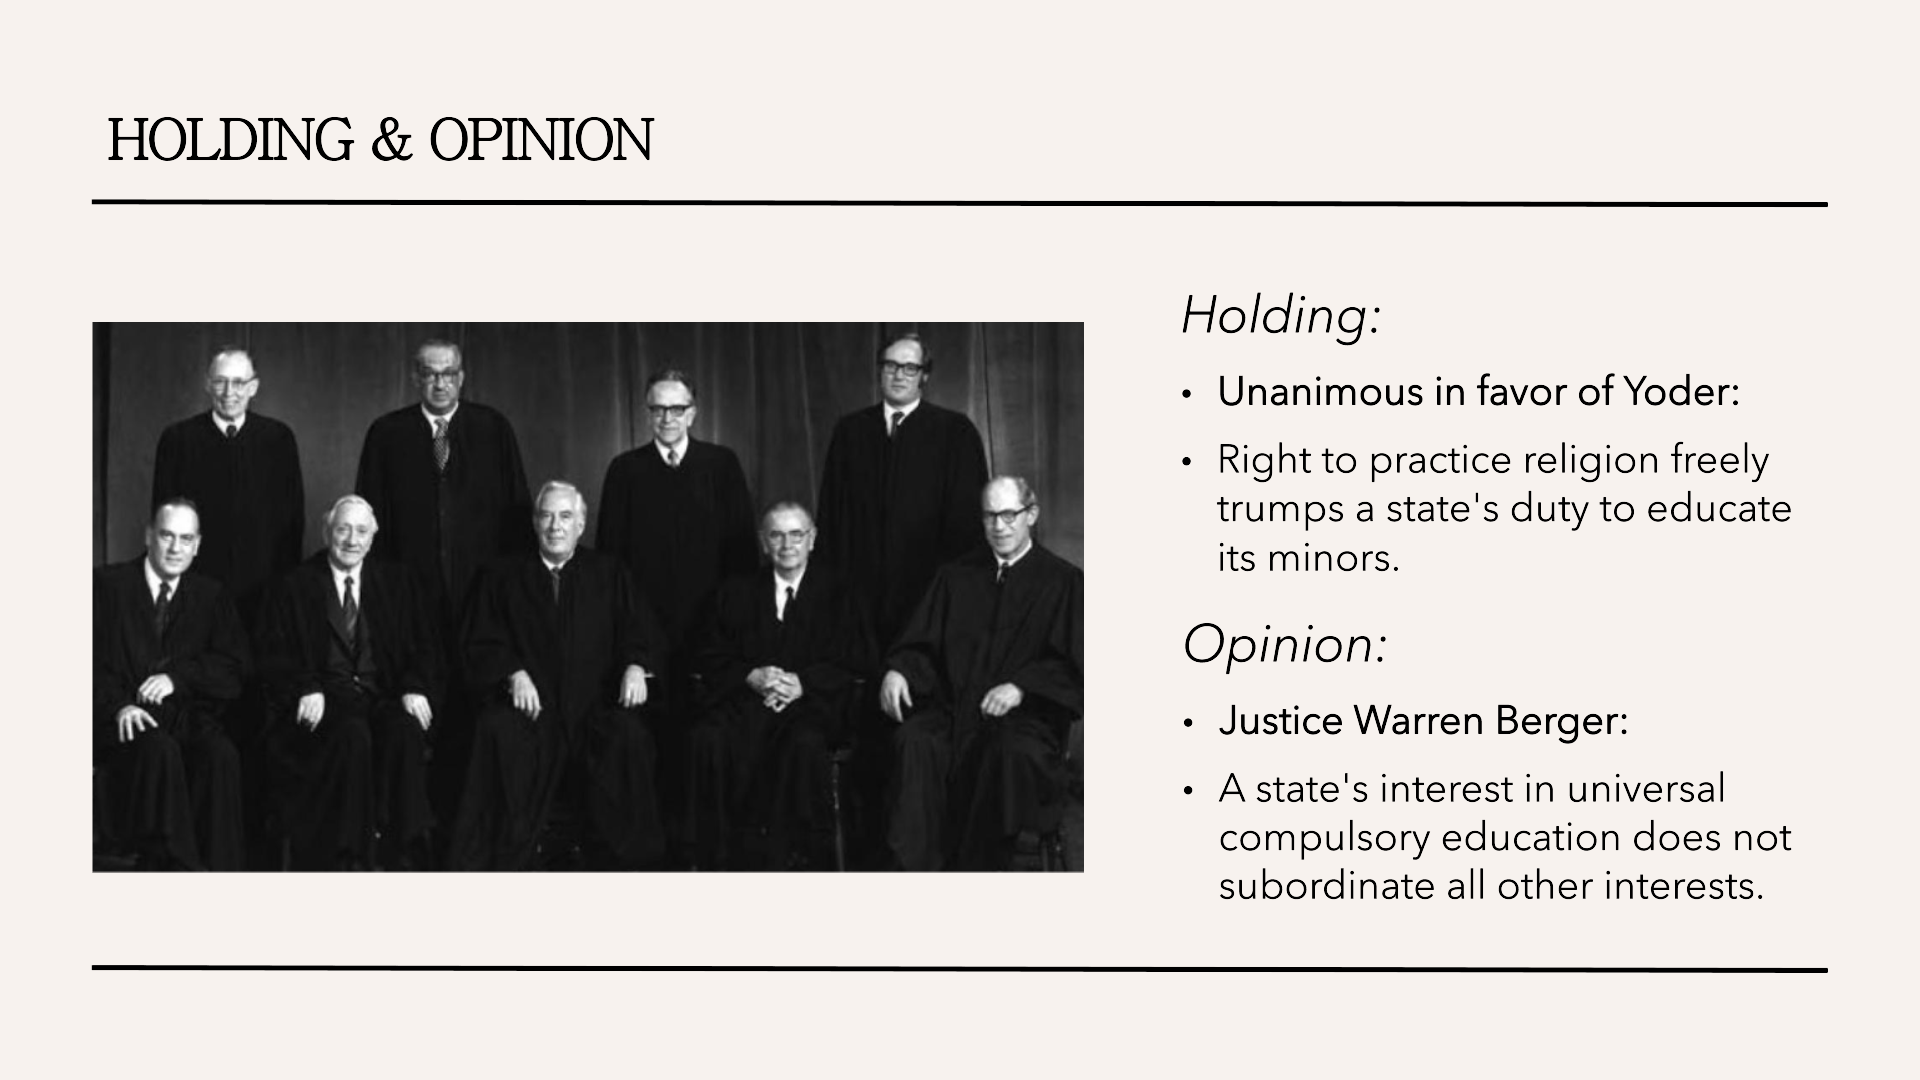 HOLDING & OPINION
Holding:
• Unanimous in favor of Yoder:
• Right to practice religion freely
trumps a state's duty to educate
its minors.
Opinion:
• Justice Warren Berger:
• A state's interest in universal
compulsory education does not
subordinate all other interests.